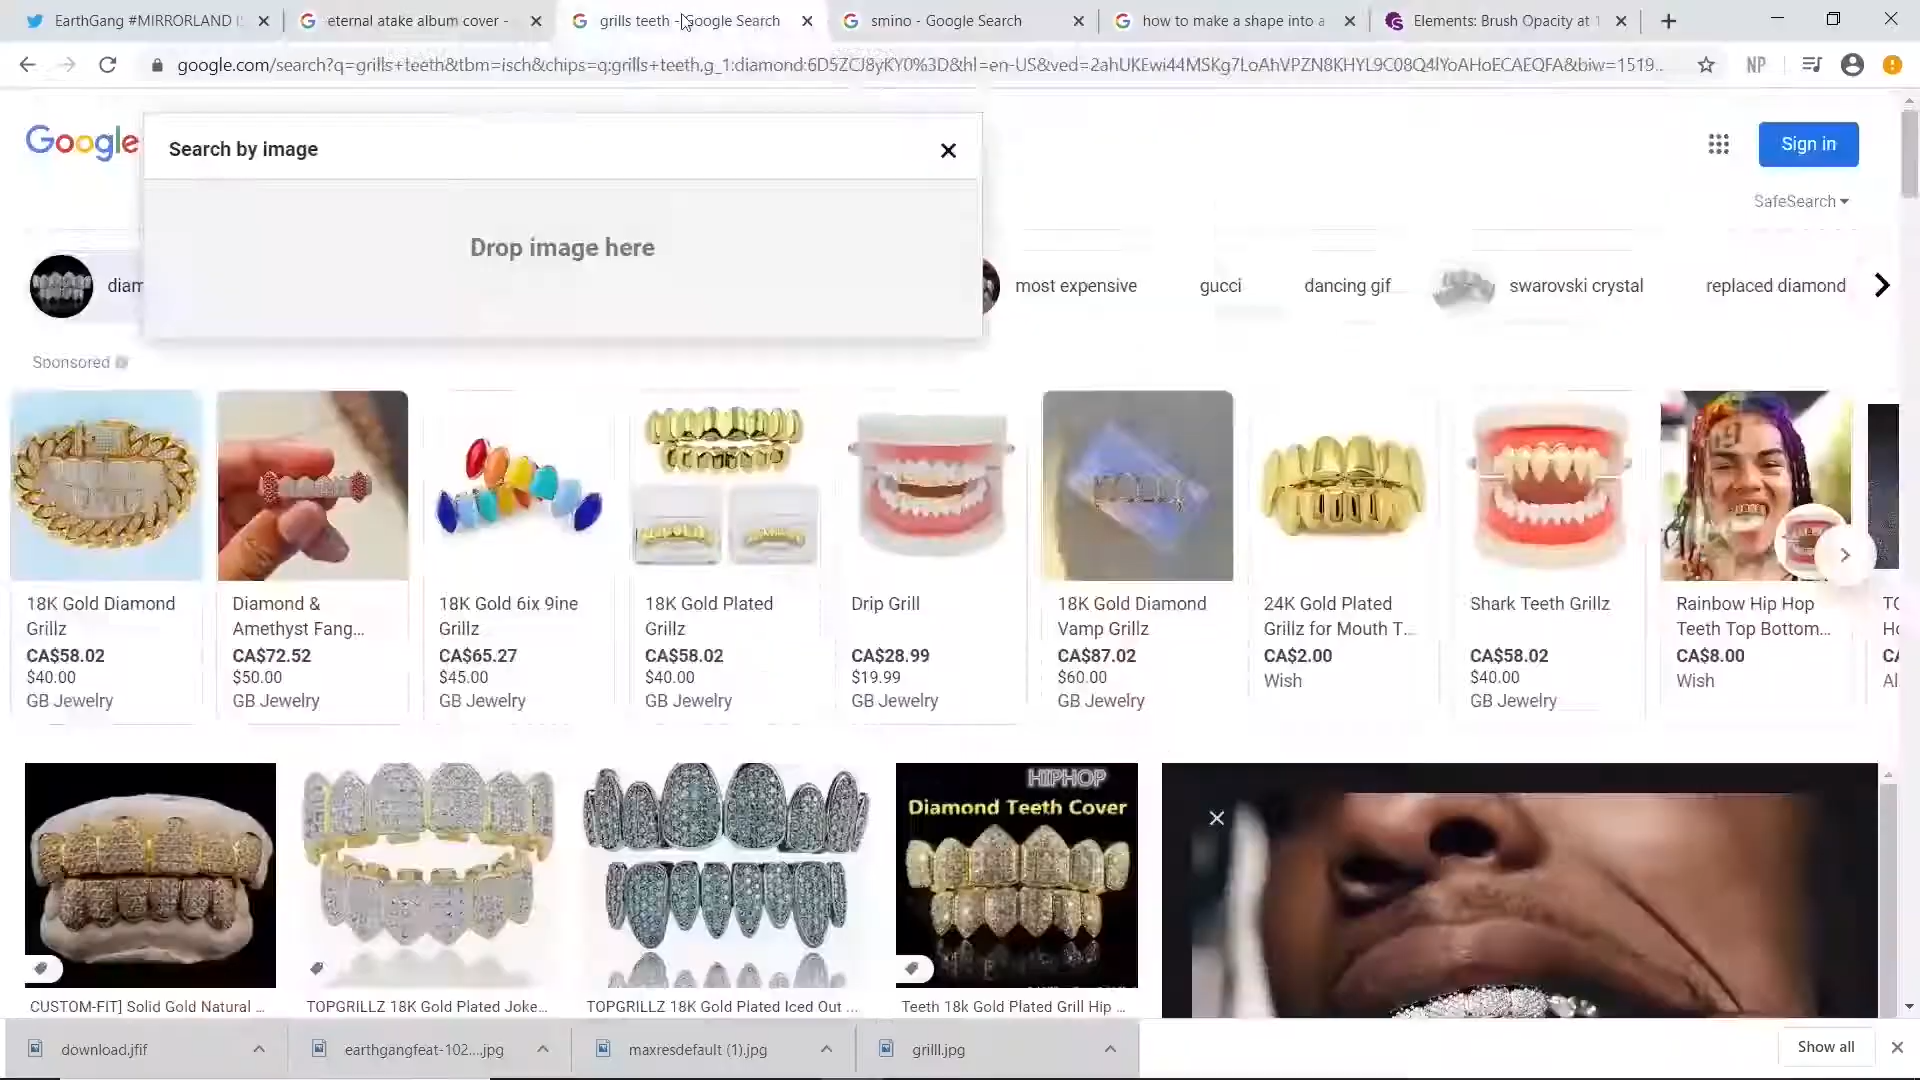 EarthGang #MIRRORLAND
eternal atake album cover -
grills teeth - Google Search
smino - Google Search
how to make a shape into a
Elements: Brush Opacity at 1
google.com/search?q=grills+teeth&tbm=isch&chips=q:grills+teeth,g_1:diamond:6D5ZCJ8yKY0%3D&hl=en-US&ved=2ahUKEwi44MSKg7LoAhVPZN8KHYL9C08Q4lYoAHoECAEQFA&biw=1519...
NP
Google
Search by image
Sign in
SafeSearch
Drop image here
diam
most expensive
gucci
dancing gif
swarovski crystal
replaced diamond
Sponsored
18K Gold Diamond
Grillz
CA$58.02
$40.00
GB Jewelry
Diamond &
Amethyst Fang...
CA$72.52
$50.00
GB Jewelry
18K Gold 6ix 9ine
Grillz
CA$65.27
$45.00
GB Jewelry
18K Gold Plated
Grillz
CA$58.02
$40.00
GB Jewelry
Drip Grill
CA$28.99
$19.99
GB Jewelry
18K Gold Diamond
Vamp Grillz
CA$87.02
$60.00
GB Jewelry
24K Gold Plated
Grillz for Mouth T...
CA$2.00
Wish
Shark Teeth Grillz
CA$58.02
$40.00
GB Jewelry
Rainbow Hip Hop
Teeth Top Bottom...
CA$8.00
Wish
HIPHOP
Diamond Teeth Cover
CUSTOM-FIT] Solid Gold Natural ...
TOPGRILLZ 18K Gold Plated Joke...
TOPGRILLZ 18K Gold Plated Iced Out ...
Teeth 18k Gold Plated Grill Hip ...
download.jfif
earthgangfeat-102....jpg
maxresdefault (1).jpg
grilll.jpg
Show all